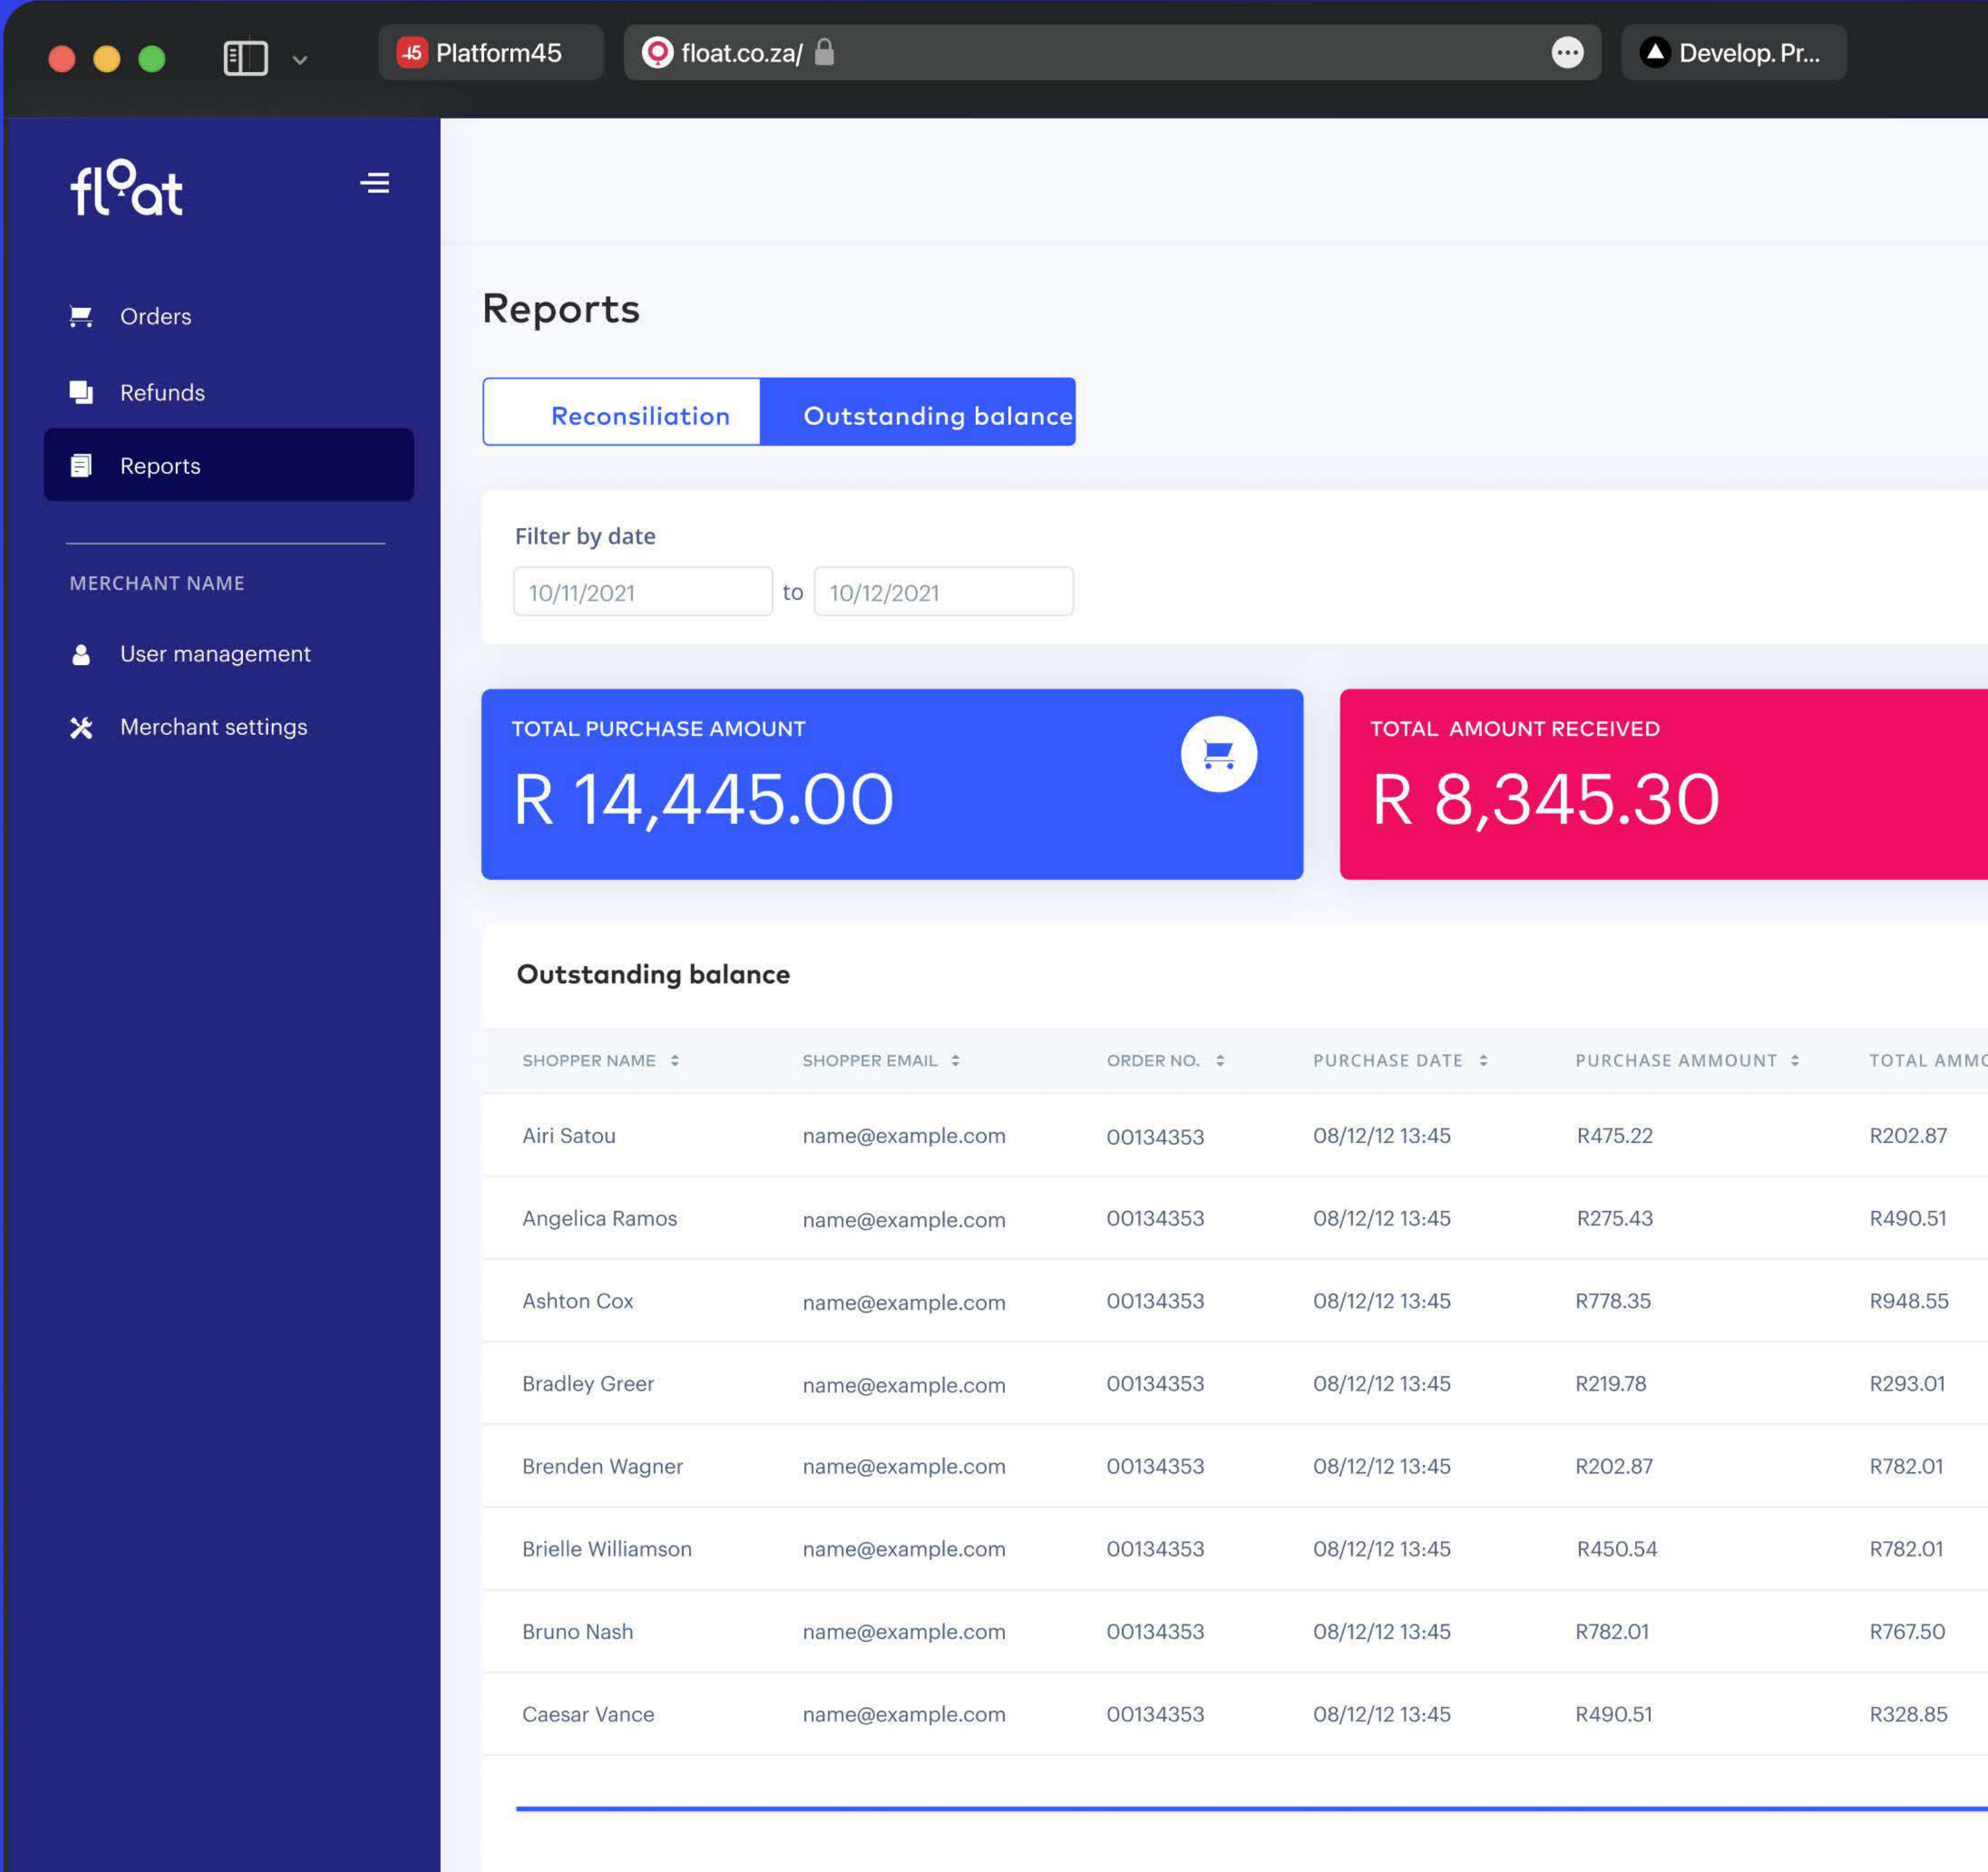 45 Platform45
float.co.za/
Develop. Pr...
float
Orders
Refunds
Reports
MERCHANT NAME
User management
Merchant settings
Reports
Reconsiliation
Outstanding balance
Filter by date
10/11/2021 to 10/12/2021
TOTAL PURCHASE AMOUNT
R 14,445.00
TOTAL AMOUNT RECEIVED
R 8,345.30
Outstanding balance
SHOPPER NAME SHOPPER EMAIL ORDER NO. PURCHASE DATE PURCHASE AMMOUNT TOTAL
Airi Satou name@example.com 00134353 08/12/12 13:45 R475.22 R202.87
Angelica Ramos name@example.com 00134353 08/12/12 13:45 R275.43 R490.51
Ashton Cox name@example.com 00134353 08/12/12 13:45 R778.35 R948.55
Bradley Greer name@example.com 00134353 08/12/12 13:45 R219.78 R293.01
Brenden Wagner name@example.com 00134353 08/12/12 13:45 R202.87 R782.01
Brielle Williamson name@example.com 00134353 08/12/12 13:45 R450.54 R782.01
Bruno Nash name@example.com 00134353 08/12/12 13:45 R782.01 R767.50
Caesar Vance name@example.com 00134353 08/12/12 13:45 R490.51 R328.85